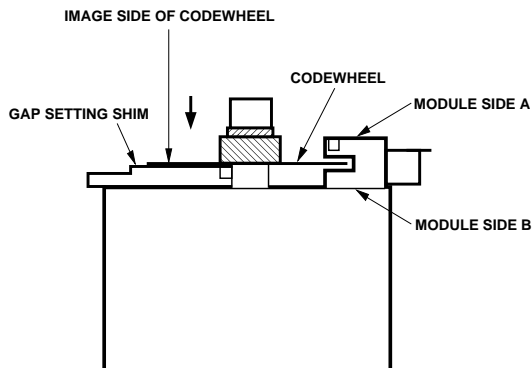 IMAGE SIDE OF CODEWHEEL
CODEWHEEL
GAP SETTING SHIM
MODULE SIDE A
MODULE SIDE B